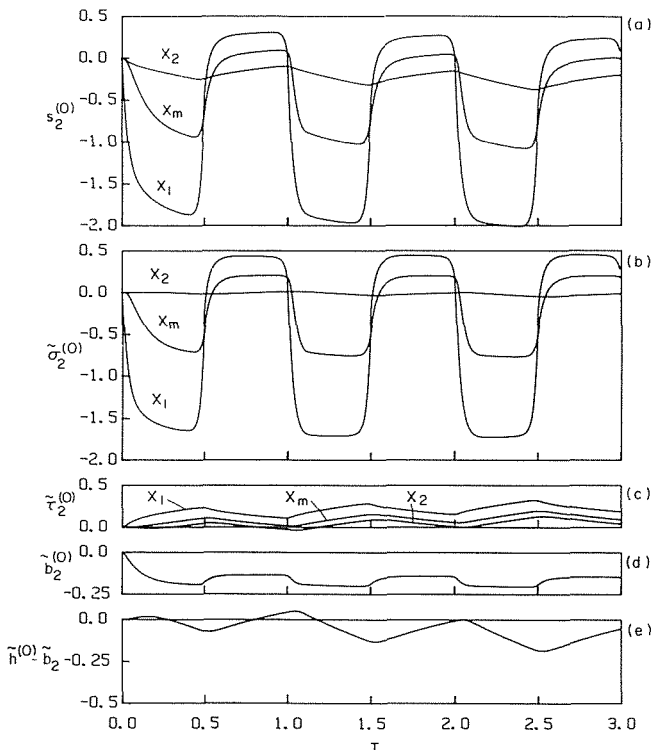 0.5
(a)
0.0
X₂
-0.5
s₂⁽⁰⁾
Xₘ
-1.0
-1.5
X₁
-2.0
0.5
(b)
X₂
0.0
Xₘ
-0.5
σ̃₂⁽⁰⁾
-1.0
X₁
-1.5
-2.0
0.5
X₁
Xₘ
X₂
(c)
τ̃₂⁽⁰⁾
0.0
0.0
(d)
b̃₂⁽⁰⁾
-0.25
0.0
(e)
h̃⁽⁰⁾- b̃₂
-0.25
-0.5
0.0 0.5 1.0 1.5 2.0 2.5 3.0
T